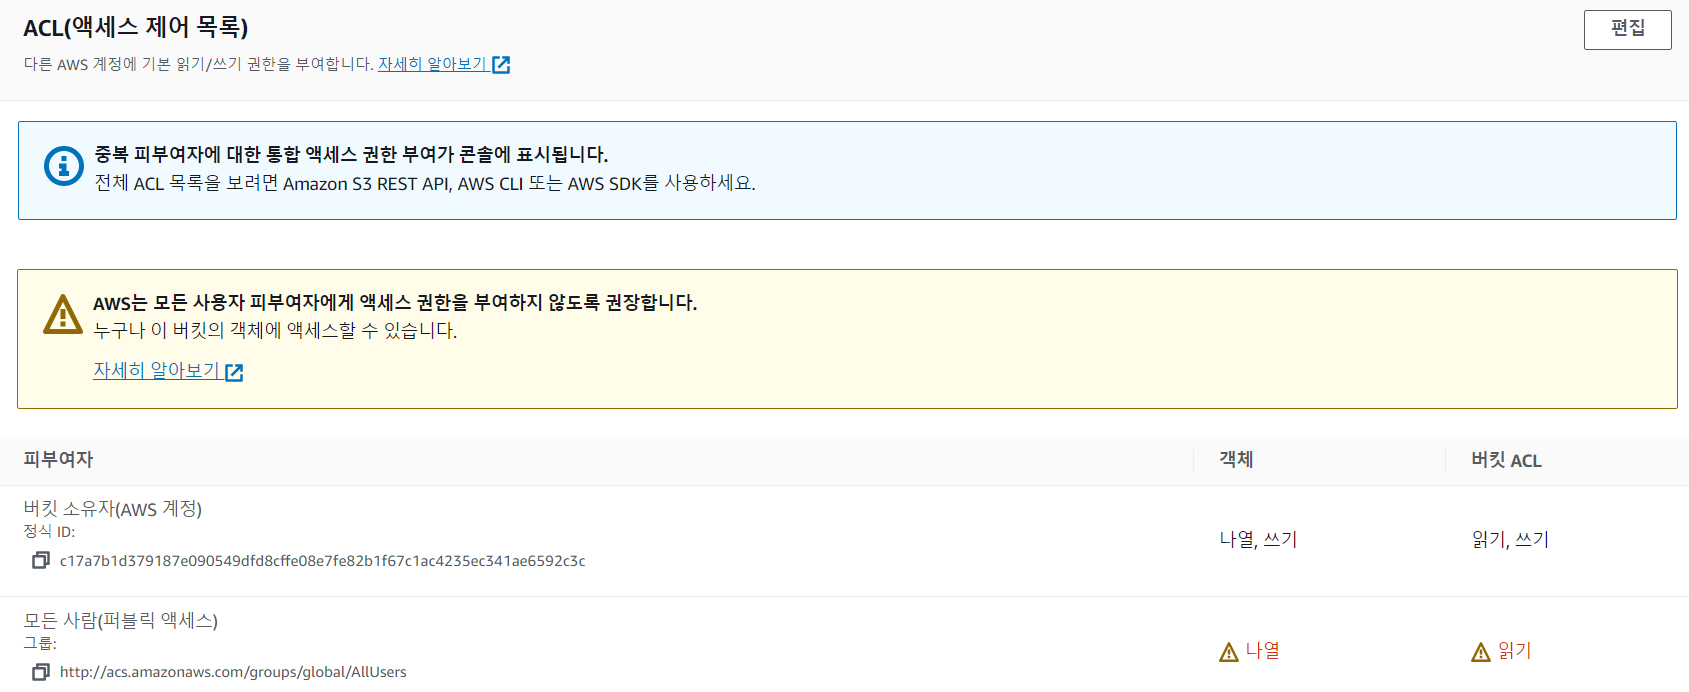 ACL(액세스 제어 목록)
편집
다른 AWS 계정에 기본 읽기/쓰기 권한을 부여합니다. 자세히 알아보기
중복 피부여자에 대한 통합 액세스 권한 부여가 콘솔에 표시됩니다.
전체 ACL 목록을 보려면 Amazon S3 REST API, AWS CLI 또는 AWS SDK를 사용하세요.
AWS는 모든 사용자 피부여자에게 액세스 권한을 부여하지 않도록 권장합니다.
누구나 이 버킷의 객체에 액세스할 수 있습니다.
자세히 알아보기
피부여자 객체 버킷 ACL
버킷 소유자(AWS 계정)
정식 ID:
c17a7b1d379187e090549dfd8cffe08e7fe82b1f67c1ac4235ec341ae6592c3c
나열, 쓰기 읽기, 쓰기
모든 사람(퍼블릭 액세스)
그룹:
http://acs.amazonaws.com/groups/global/AllUsers
나열 읽기